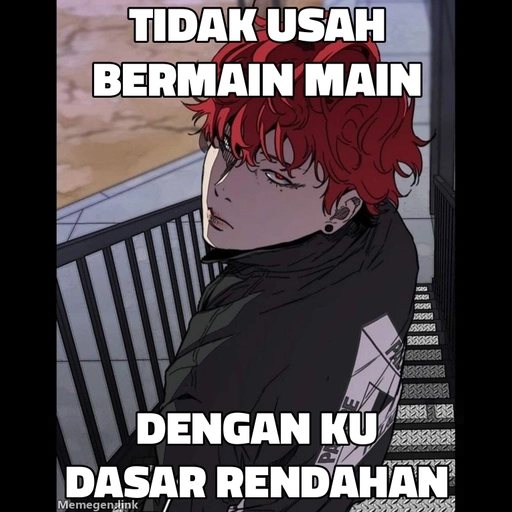 TIDAK USAH
BERMAIN MAIN
DENGAN KU
DASAR RENDAHAN
Memegen.link